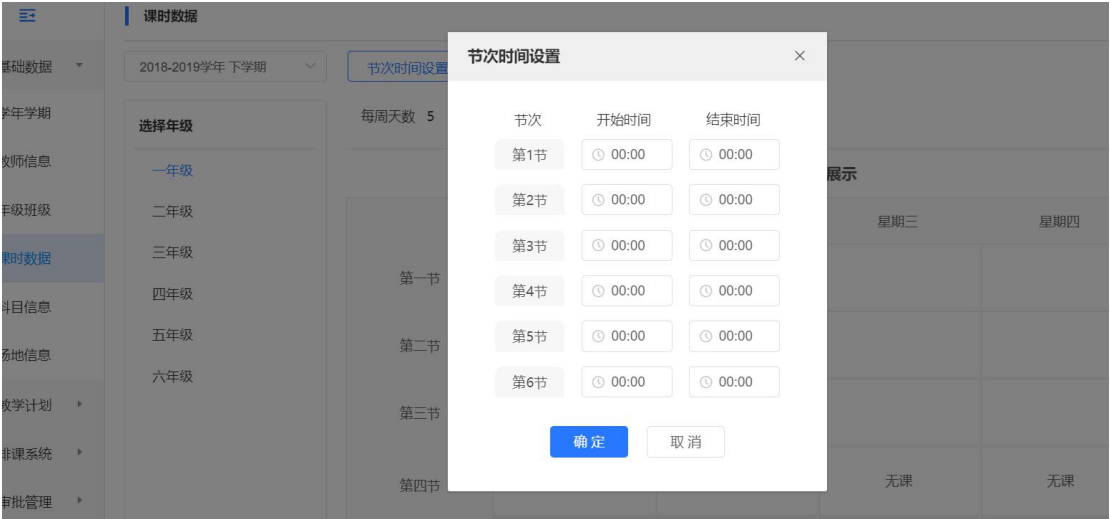 课时数据
基础数据
2018-2019学年 下学期
节次时间设置
学年学期
教师信息
年级班级
课时数据
科目信息
场地信息
教学计划
排课系统
审批管理
选择年级
一年级
二年级
三年级
四年级
五年级
六年级
每周天数 5
展示
星期三 星期四
第一节
第二节
第三节
第四节
无课 无课
节次时间设置
节次 开始时间 结束时间
第1节 00:00 00:00
第2节 00:00 00:00
第3节 00:00 00:00
第4节 00:00 00:00
第5节 00:00 00:00
第6节 00:00 00:00
确定 取消